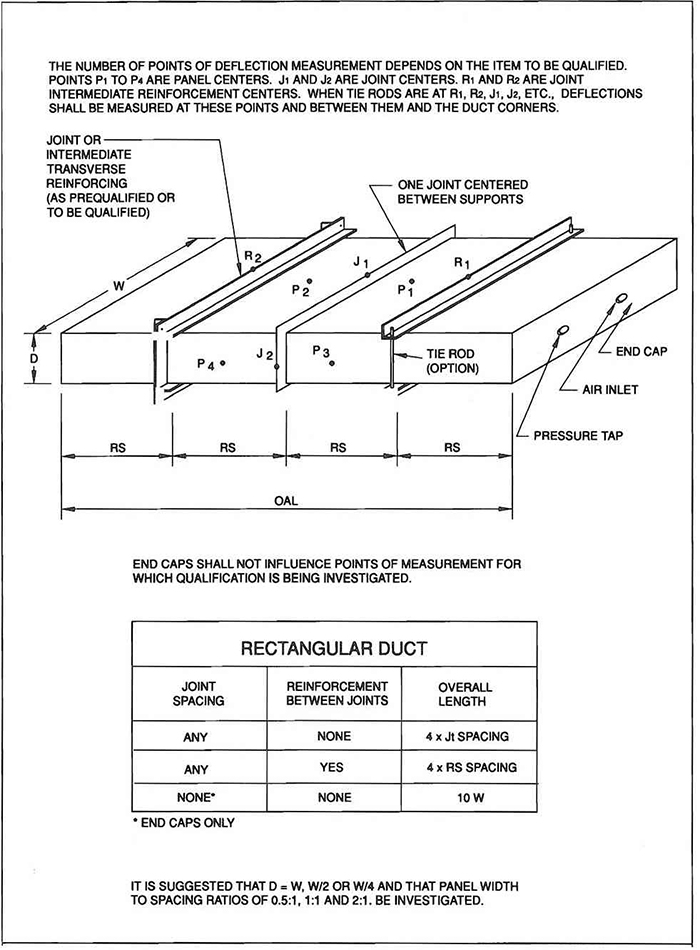 THE NUMBER OF POINTS OF DEFLECTION MEASUREMENT DEPENDS ON THE ITEM TO BE QUALIFIED.
POINTS P1 TO P4 ARE PANEL CENTERS. J1 AND J2 ARE JOINT CENTERS. R1 AND R2 ARE JOINT
INTERMEDIATE REINFORCEMENT CENTERS. WHEN TIE RODS ARE AT R1, R2, J1, J2, ETC., DEFLECTIONS
SHALL BE MEASURED AT THESE POINTS AND BETWEEN THEM AND THE DUCT CORNERS.
JOINT OR
INTERMEDIATE
TRANSVERSE
REINFORCING
(AS PREQUALIFIED OR
TO BE QUALIFIED)
ONE JOINT CENTERED
BETWEEN SUPPORTS
W
R2
J1
R1
P2
P1
D
P4
J2
P3
TIE ROD
(OPTION)
END CAP
AIR INLET
PRESSURE TAP
RS
RS
RS
RS
OAL
END CAPS SHALL NOT INFLUENCE POINTS OF MEASUREMENT FOR
WHICH QUALIFICATION IS BEING INVESTIGATED.
RECTANGULAR DUCT
JOINT
SPACING
REINFORCEMENT
BETWEEN JOINTS
OVERALL
LENGTH
ANY
NONE
4 x Jt SPACING
ANY
YES
4 x RS SPACING
NONE*
NONE
10 W
* END CAPS ONLY
IT IS SUGGESTED THAT D = W, W/2 OR W/4 AND THAT PANEL WIDTH
TO SPACING RATIOS OF 0.5:1, 1:1 AND 2:1. BE INVESTIGATED.